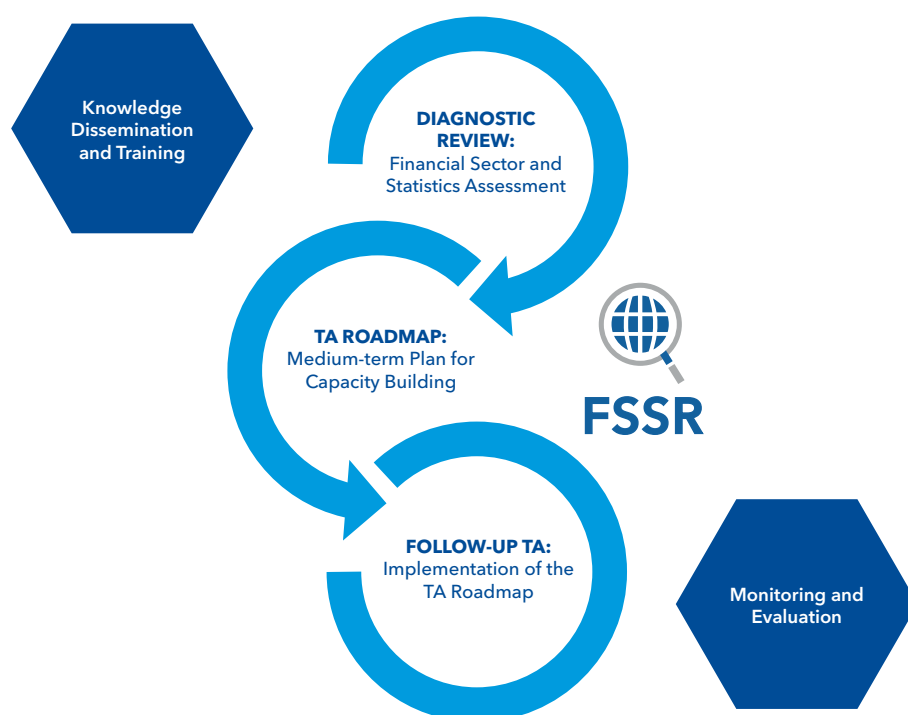 Knowledge
Dissemination
and Training
DIAGNOSTIC
REVIEW:
Financial Sector and
Statistics Assessment
TA ROADMAP:
Medium-term Plan for
Capacity Building
FSSR
FOLLOW-UP TA:
Implementation of the
TA Roadmap
Monitoring and
Evaluation